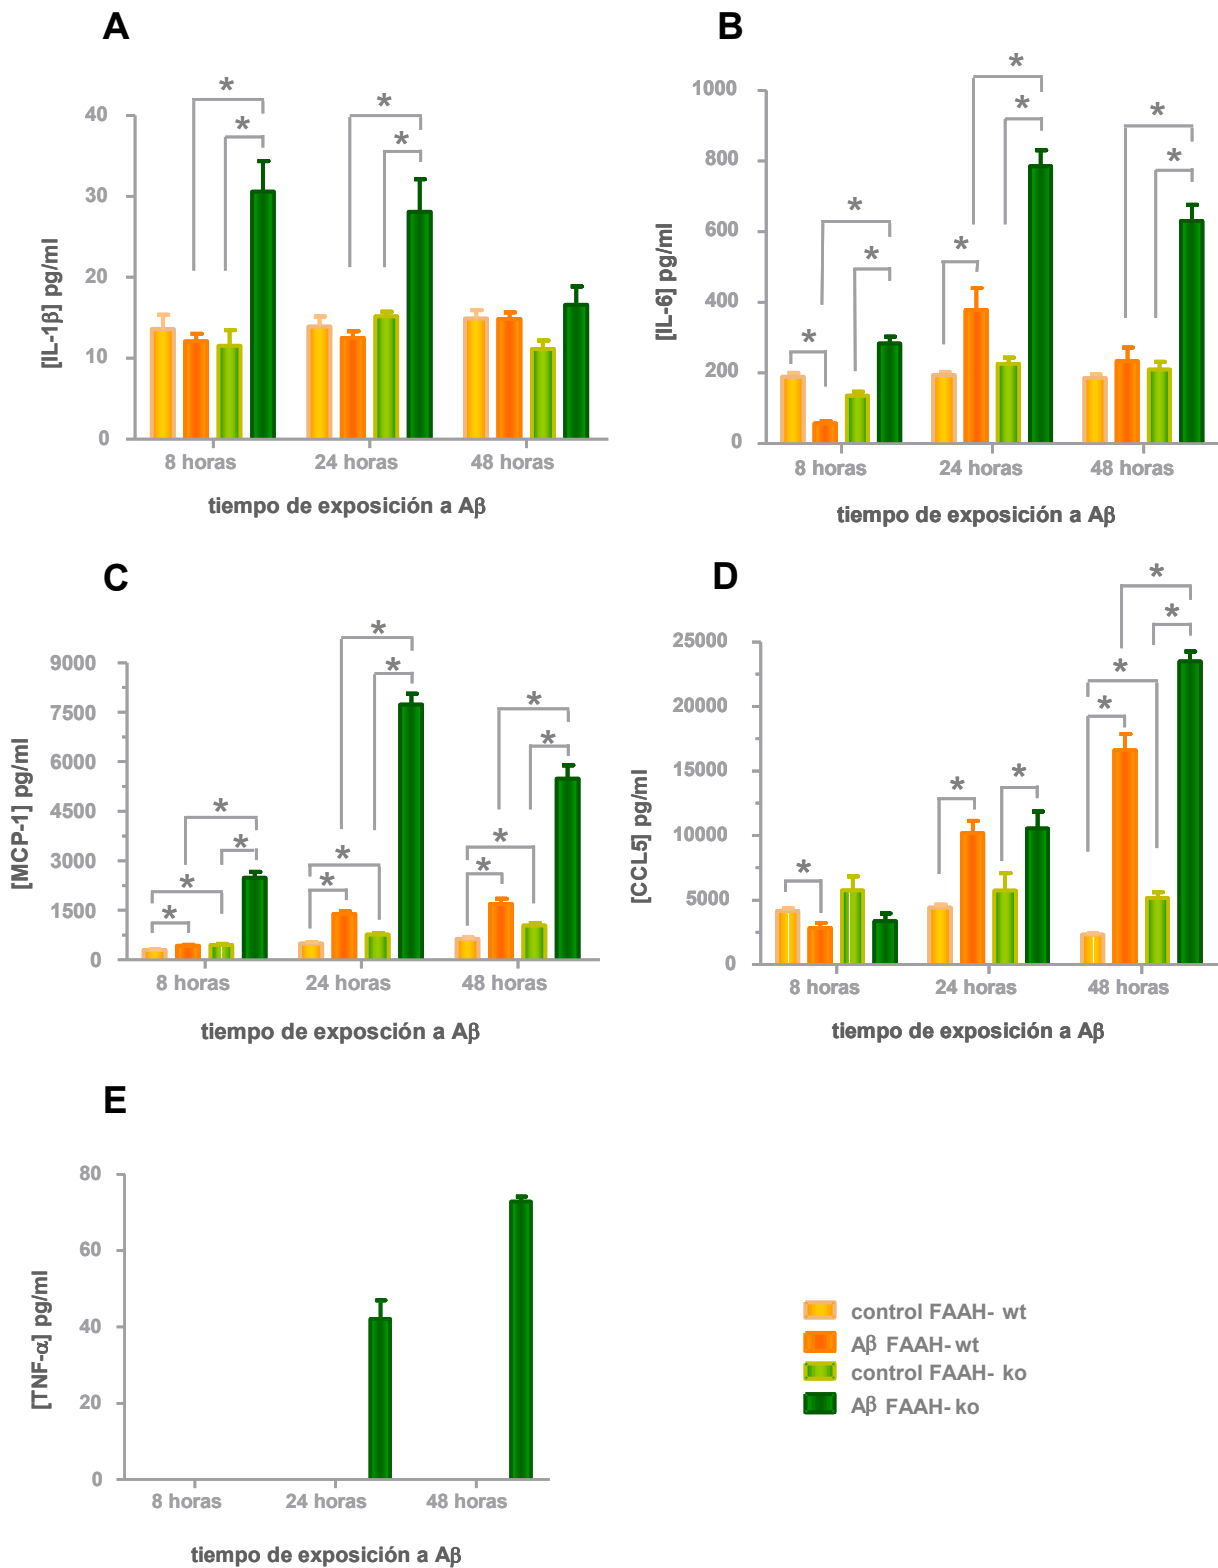 A
[IL-1β] pg/ml
40
30
20
10
0
* * * *
8 horas 24 horas 48 horas
tiempo de exposición a Aβ
B
[IL-6] pg/ml
1000
800
600
400
200
0
* * * * * * * * *
8 horas 24 horas 48 horas
tiempo de exposición a Aβ
C
[MCP-1] pg/ml
9000
7500
6000
4500
3000
1500
0
* * * * * * * * * * * *
8 horas 24 horas 48 horas
tiempo de exposción a Aβ
D
[CCL5] pg/ml
25000
20000
15000
10000
5000
0
* * * * * * *
8 horas 24 horas 48 horas
tiempo de exposición a Aβ
E
[TNF-α] pg/ml
80
60
40
20
0
8 horas 24 horas 48 horas
tiempo de exposición a Aβ
control FAAH- wt
Aβ FAAH- wt
control FAAH- ko
Aβ FAAH- ko